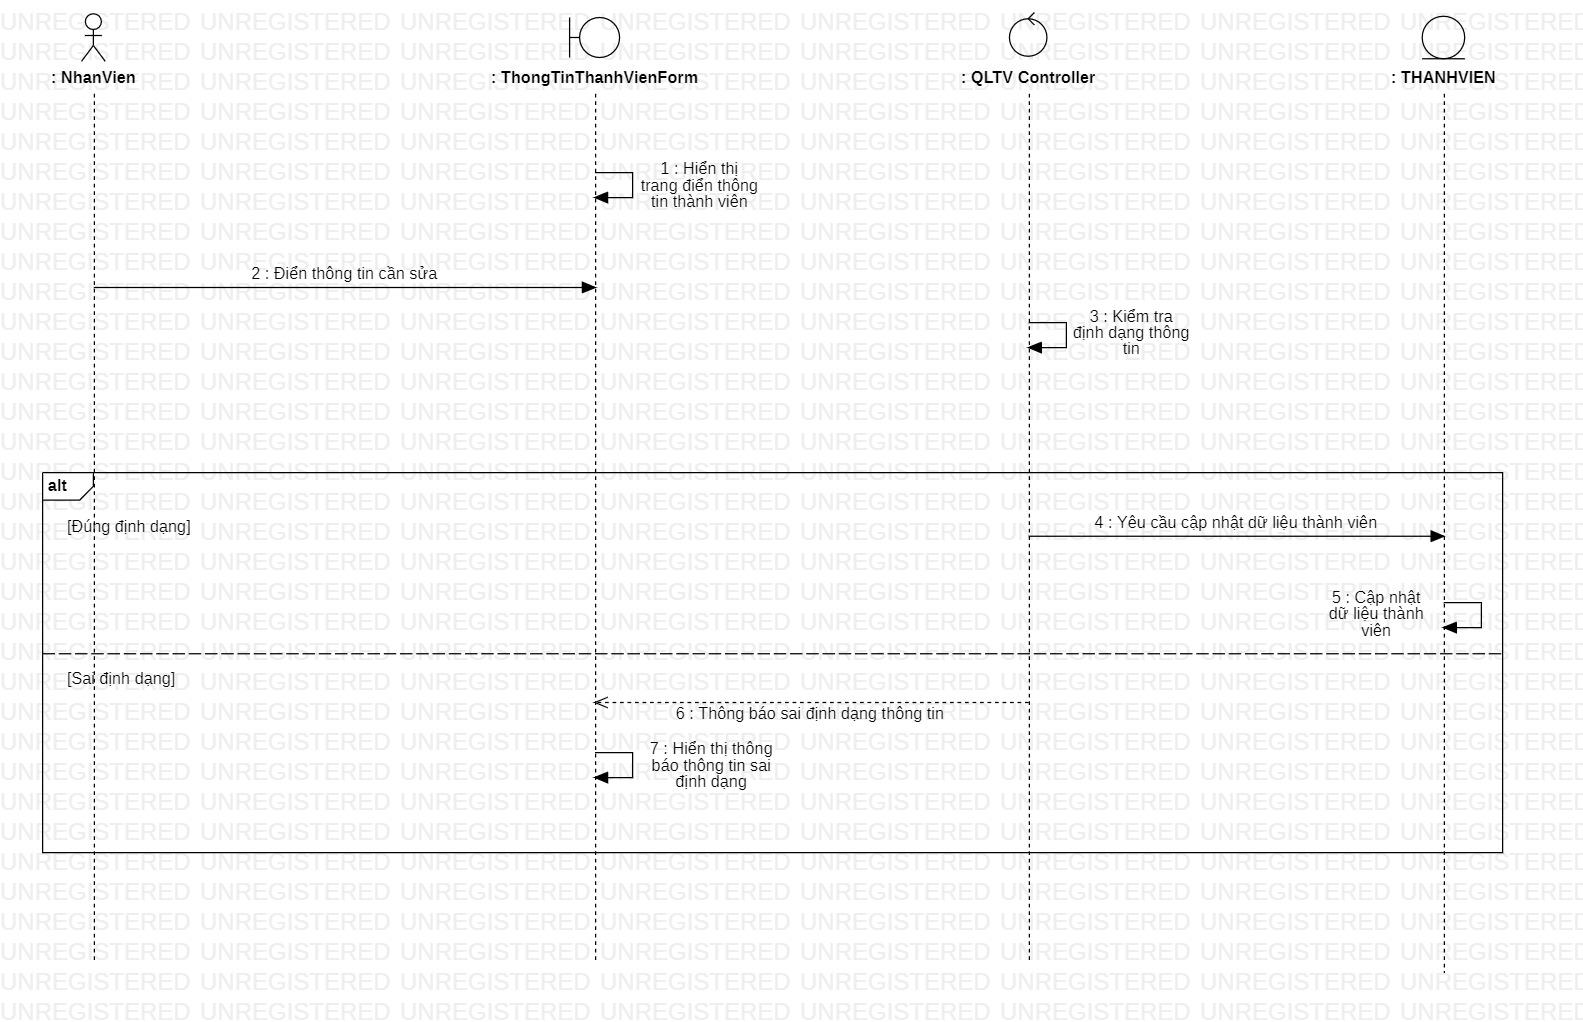 : NhanVien
: ThongTinThanhVienForm
: QLTV Controller
: THANHVIEN
1 : Hiển thị
trang điển thông
tin thành viên
2 : Điển thông tin cần sửa
3 : Kiểm tra
định dạng thông
tin
alt
[Đúng định dạng]
4 : Yêu cầu cập nhật dữ liệu thành viên
5 : Cập nhật
dữ liệu thành
viên
[Sai định dạng]
6 : Thông báo sai định dạng thông tin
7 : Hiển thị thông
báo thông tin sai
định dạng
UNREGISTERED